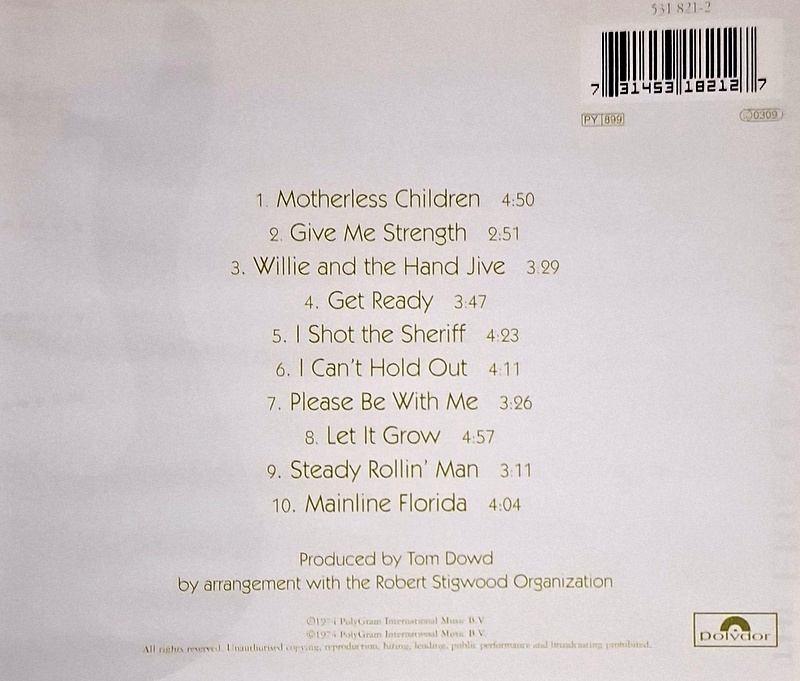 531 821-2
7 31453 18212 7
PY 899
0309
1. Motherless Children 4:50
2. Give Me Strength 2:51
3. Willie and the Hand Jive 3:29
4. Get Ready 3:47
5. I Shot the Sheriff 4:23
6. I Can't Hold Out 4:11
7. Please Be With Me 3:26
8. Let It Grow 4:57
9. Steady Rollin' Man 3:11
10. Mainline Florida 4:04
Produced by Tom Dowd
by arrangement with the Robert Stigwood Organization
℗1974 PolyGram International Music B.V.
©1974 PolyGram International Music B.V.
All rights reserved. Unauthorised copying, reproduction, hiring, lending, public performance and broadcasting prohibited.
Polydor